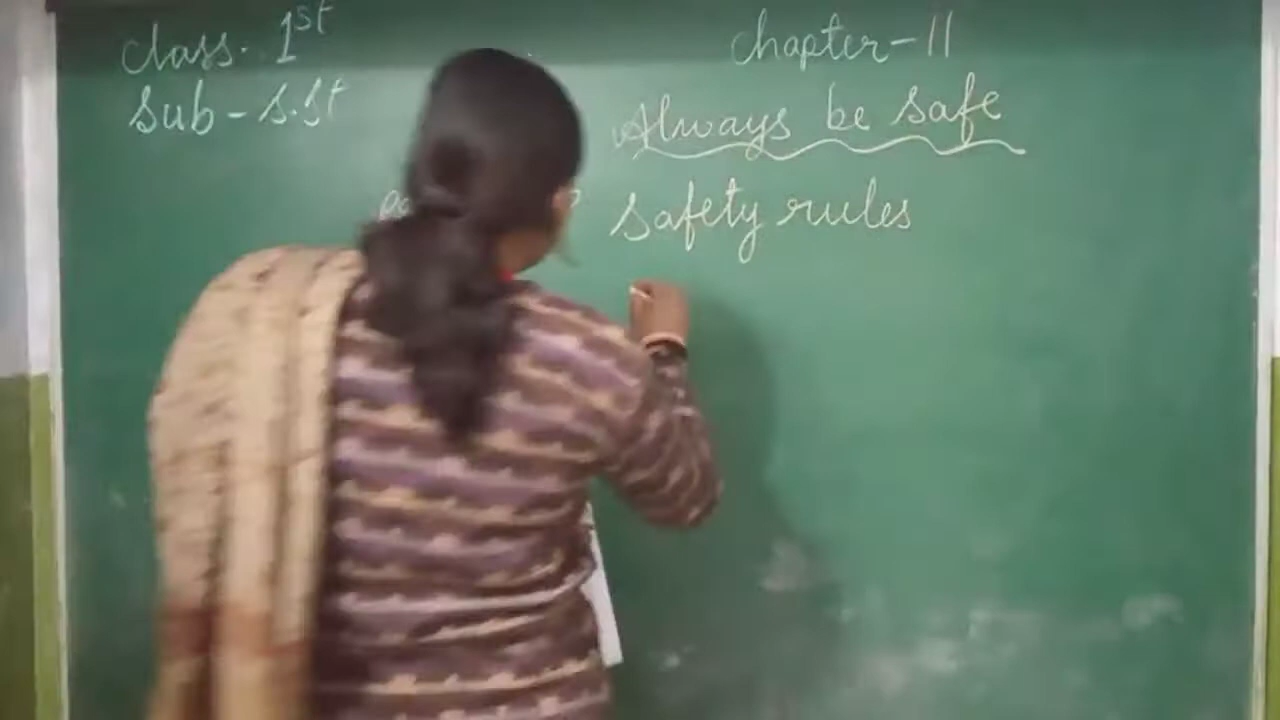 Class. 1st
Sub - S.St
Chapter - 11
Always be safe
Safety rules